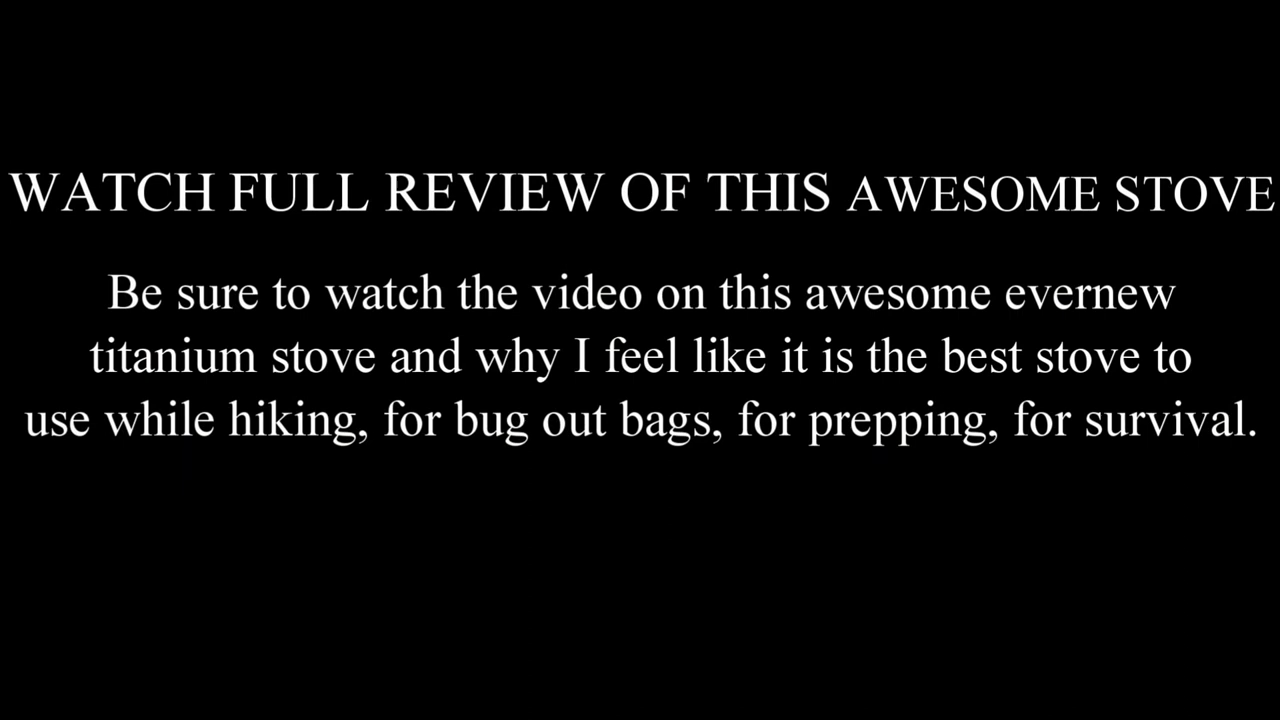 WATCH FULL REVIEW OF THIS AWESOME STOVE
Be sure to watch the video on this awesome evernew
titanium stove and why I feel like it is the best stove to
use while hiking, for bug out bags, for prepping, for survival.